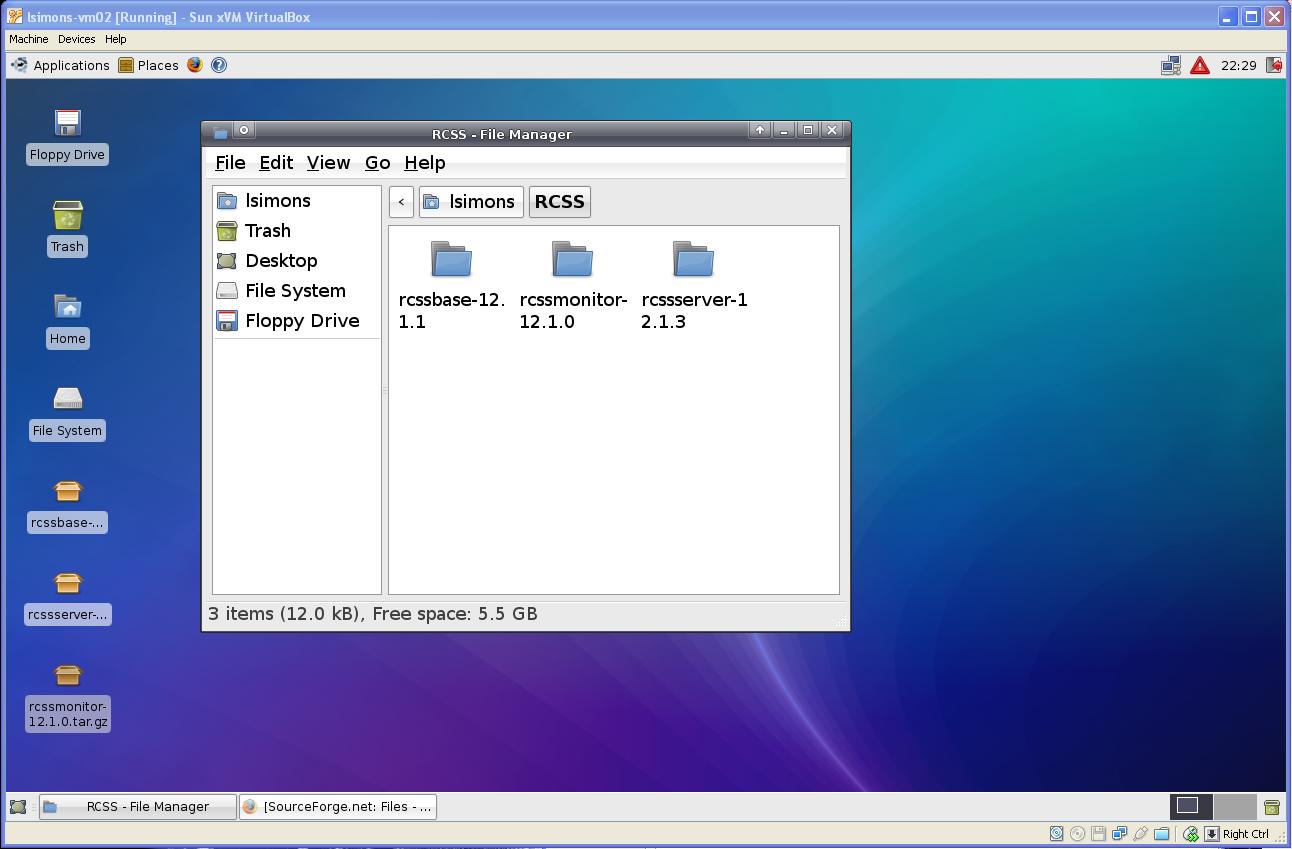 lsimons-vm02 [Running] - Sun xVM VirtualBox
Machine Devices Help
Applications Places 22:29
Floppy Drive
Trash
Home
File System
rcssbase-...
rcssserver-...
rcssmonitor-
12.1.0.tar.gz
RCSS - File Manager
File Edit View Go Help
lsimons
Trash
Desktop
File System
Floppy Drive
< lsimons RCSS
rcssbase-12.
1.1
rcssmonitor-
12.1.0
rcssserver-1
2.1.3
3 items (12.0 kB), Free space: 5.5 GB
RCSS - File Manager [SourceForge.net: Files - ...
Right Ctrl